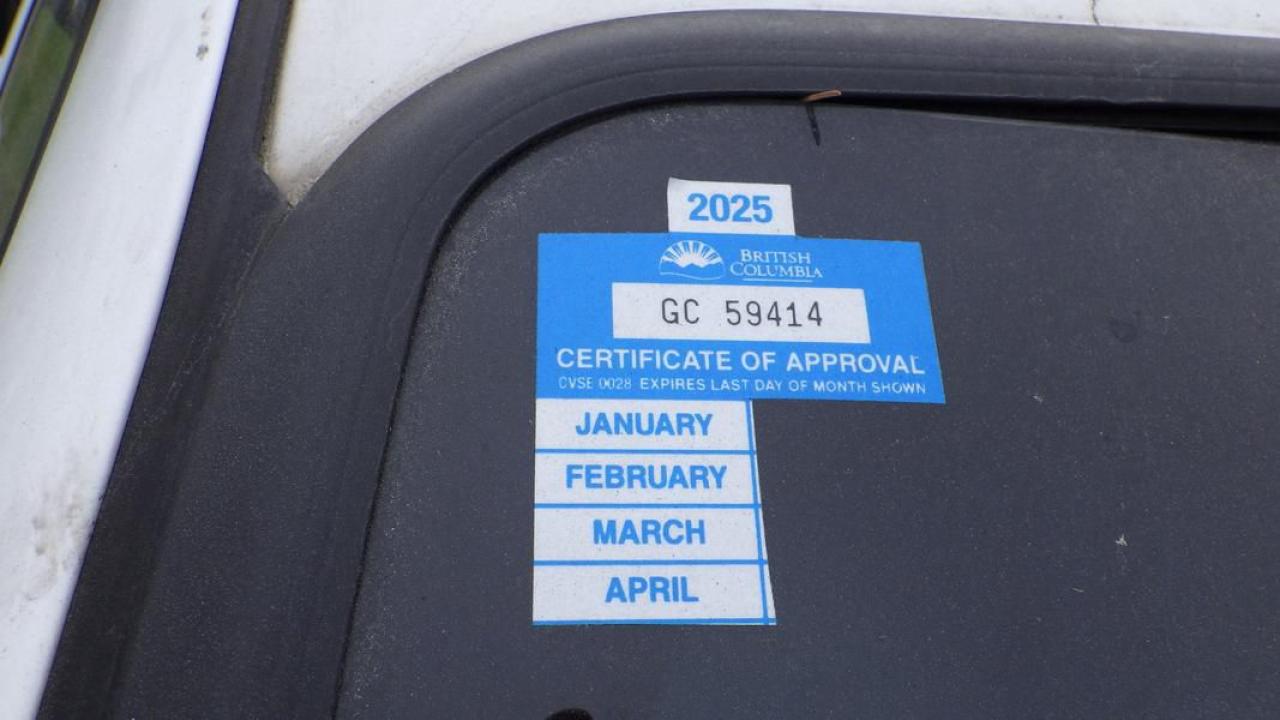 2025
BRITISH
COLUMBIA
GC 59414
CERTIFICATE OF APPROVAL
CVSE 0028 EXPIRES LAST DAY OF MONTH SHOWN
JANUARY
FEBRUARY
MARCH
APRIL